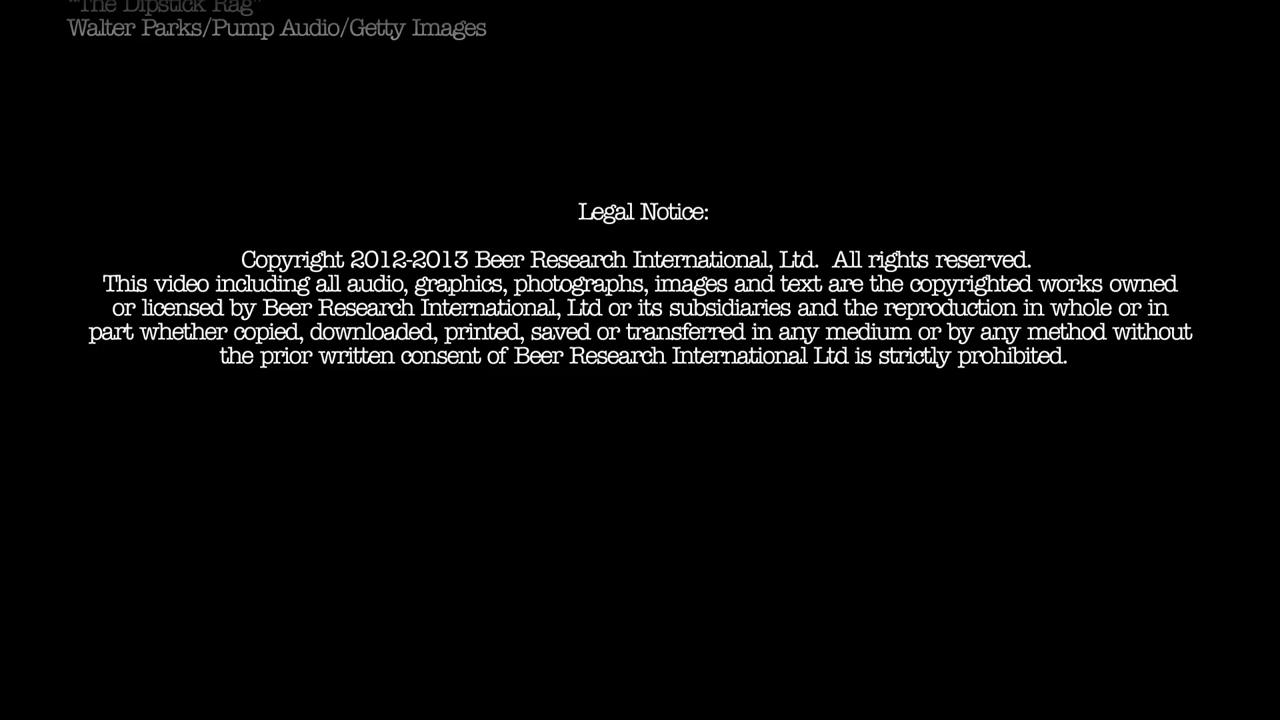 "The Dipstick Rag"
Walter Parks/Pump Audio/Getty Images
Legal Notice:
Copyright 2012-2013 Beer Research International, Ltd.  All rights reserved.
This video including all audio, graphics, photographs, images and text are the copyrighted works owned
or licensed by Beer Research International, Ltd or its subsidiaries and the reproduction in whole or in
part whether copied, downloaded, printed, saved or transferred in any medium or by any method without
the prior written consent of Beer Research International Ltd is strictly prohibited.